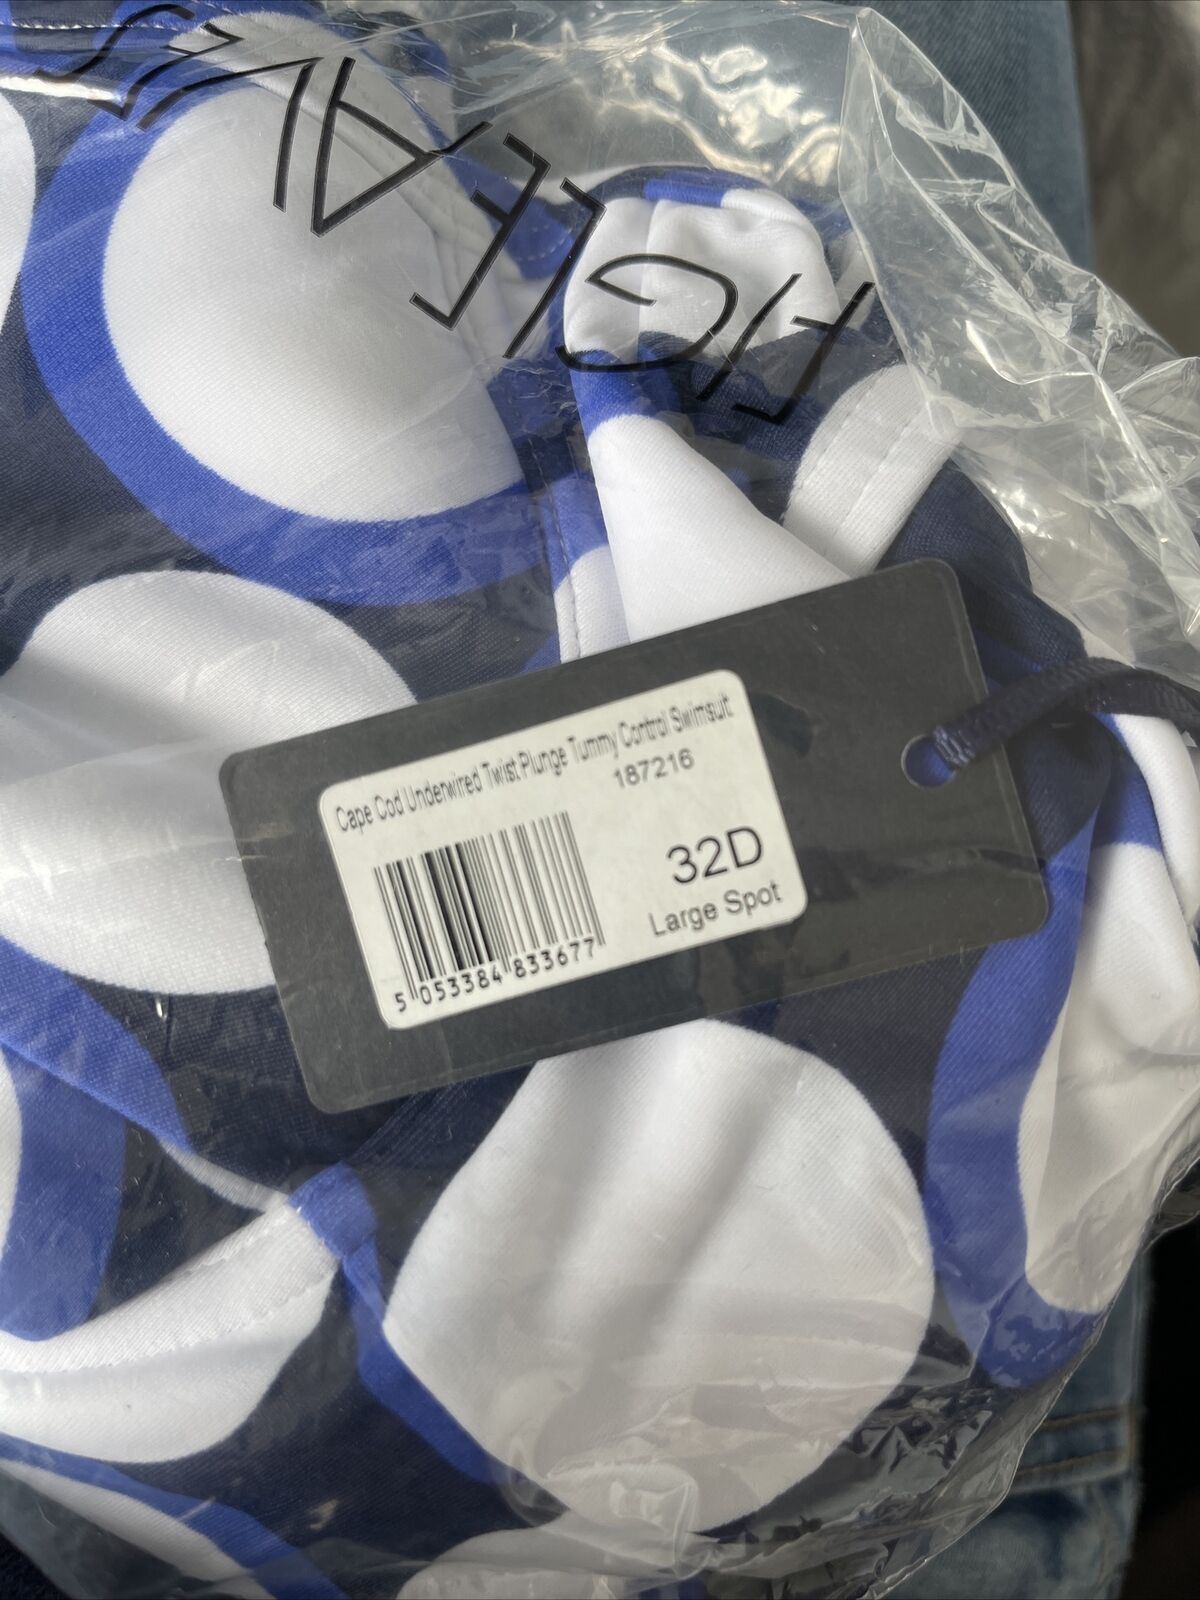 FIGLEAVES
Cape Cod Underwired Twist Plunge Tummy Control Swimsuit
187216
32D
Large Spot
5 053384 833677